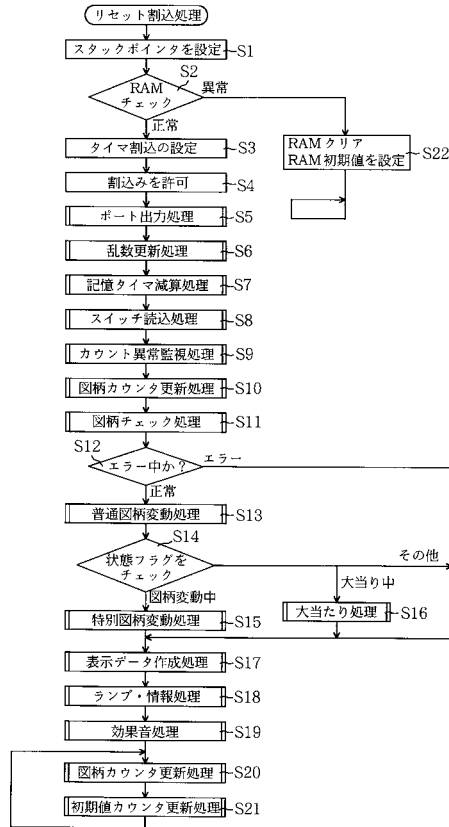 リセット割込処理
スタックポインタを設定
S1
S2
RAM
チェック
異常
正常
タイマ割込の設定
S3
RAMクリア
RAM初期値を設定
S22
割込みを許可
S4
ポート出力処理
S5
乱数更新処理
S6
記憶タイマ減算処理
S7
スイッチ読込処理
S8
カウント異常監視処理
S9
図柄カウンタ更新処理
S10
図柄チェック処理
S11
S12
エラー中か?
エラー
正常
普通図柄変動処理
S13
S14
状態フラグを
チェック
その他
大当り中
図柄変動中
特別図柄変動処理
S15
大当たり処理
S16
表示データ作成処理
S17
ランプ・情報処理
S18
効果音処理
S19
図柄カウンタ更新処理
S20
初期値カウンタ更新処理
S21